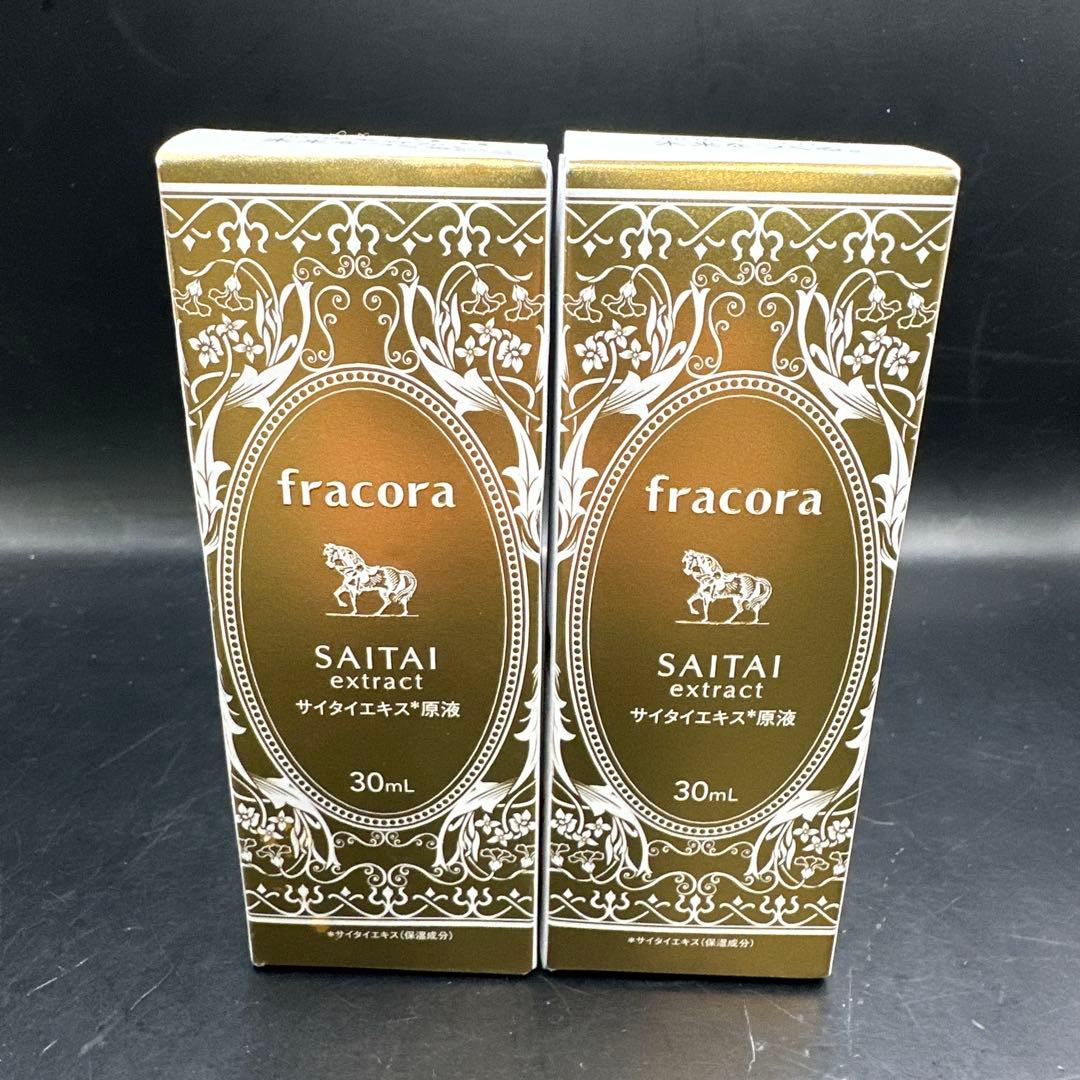 fracora
SAITAI
extract
サイタイエキス*原液
30mL
*サイタイエキス(保湿成分)
fracora
SAITAI
extract
サイタイエキス*原液
30mL
*サイタイエキス(保湿成分)